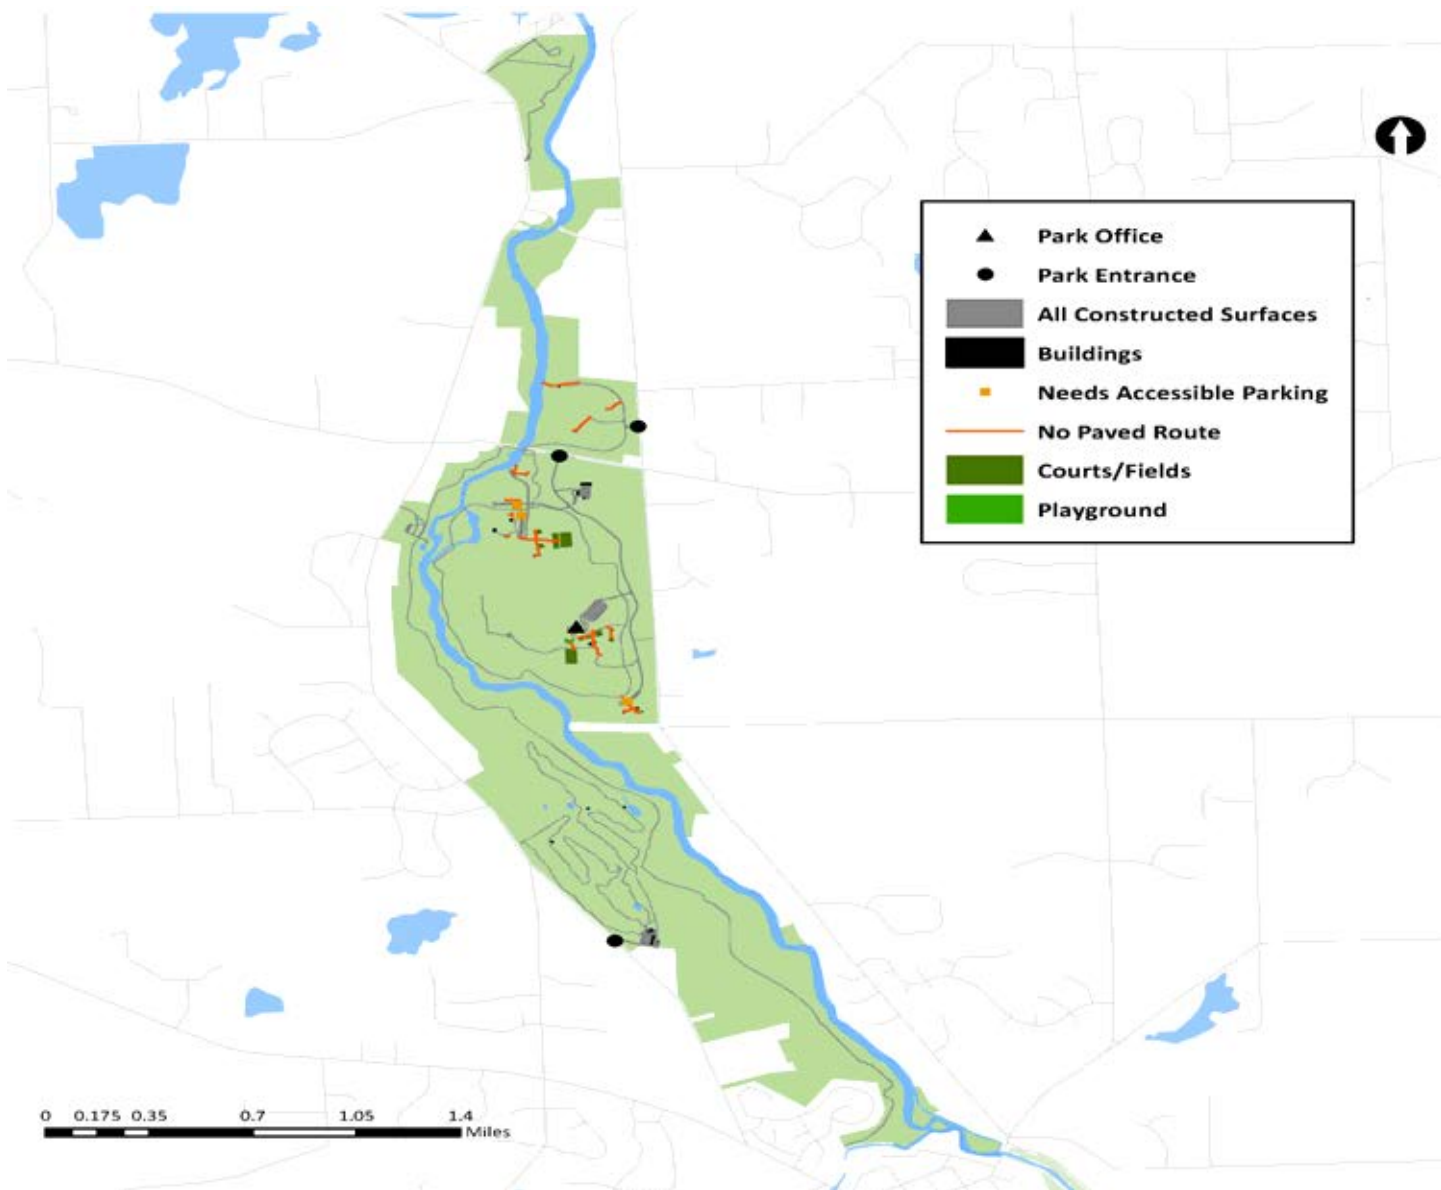 Park Office
Park Entrance
All Constructed Surfaces
Buildings
Needs Accessible Parking
No Paved Route
Courts/Fields
Playground
0 0.175 0.35 0.7 1.05 1.4
Miles